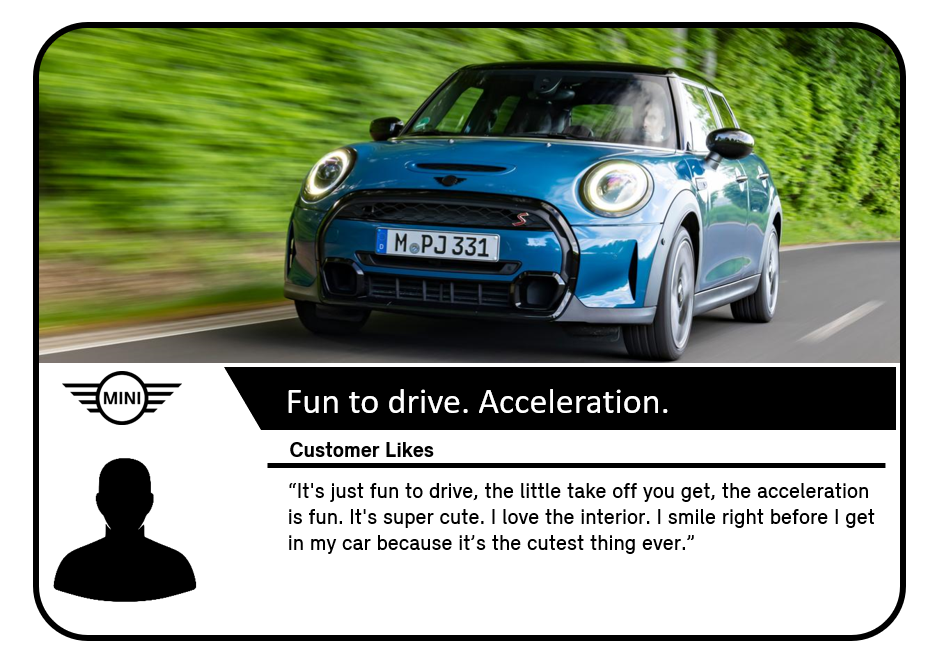 S
M PJ 331
D
MINI
Fun to drive. Acceleration.
Customer Likes
“It's just fun to drive, the little take off you get, the acceleration
is fun. It's super cute. I love the interior. I smile right before I get
in my car because it’s the cutest thing ever.”